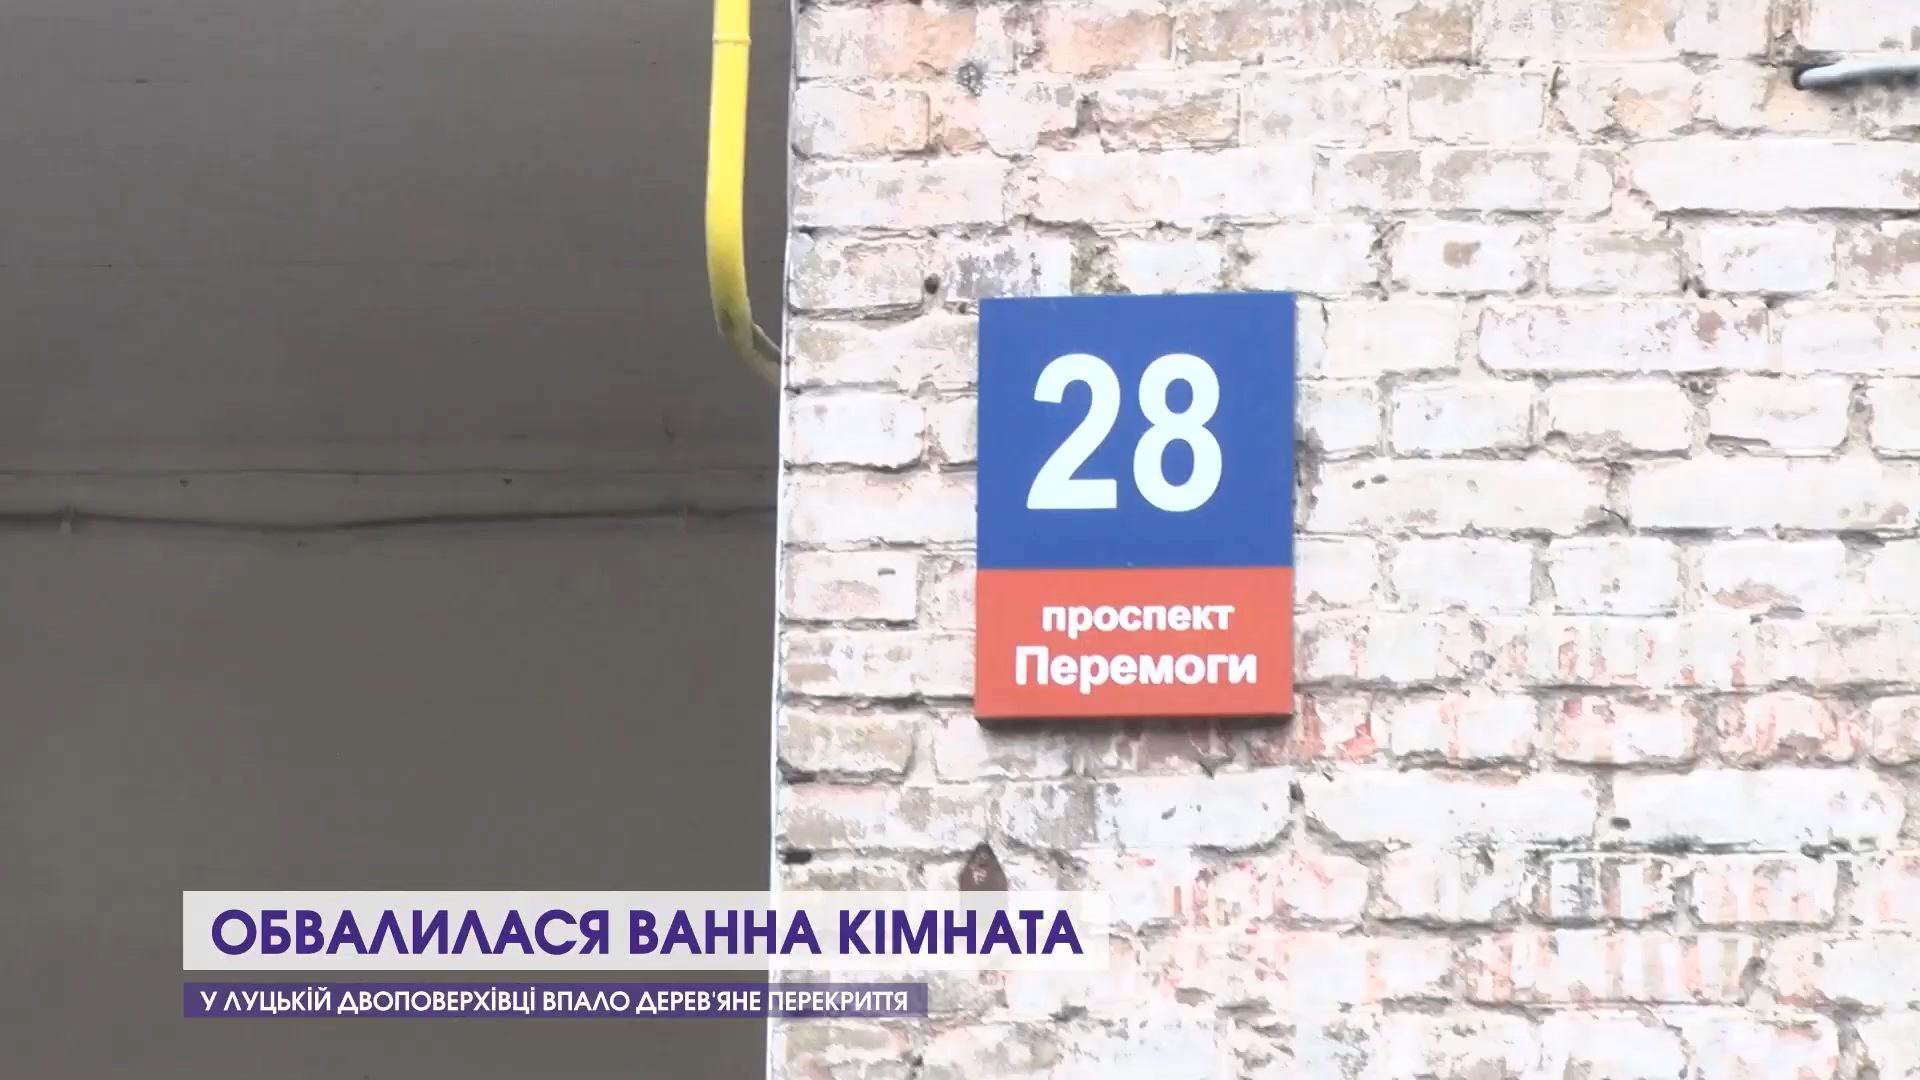 28
проспект
Перемоги
ОБВАЛИЛАСЯ ВАННА КІМНАТА
У ЛУЦЬКІЙ ДВОПОВЕРХІВЦІ ВПАЛО ДЕРЕВ'ЯНЕ ПЕРЕКРИТТЯ